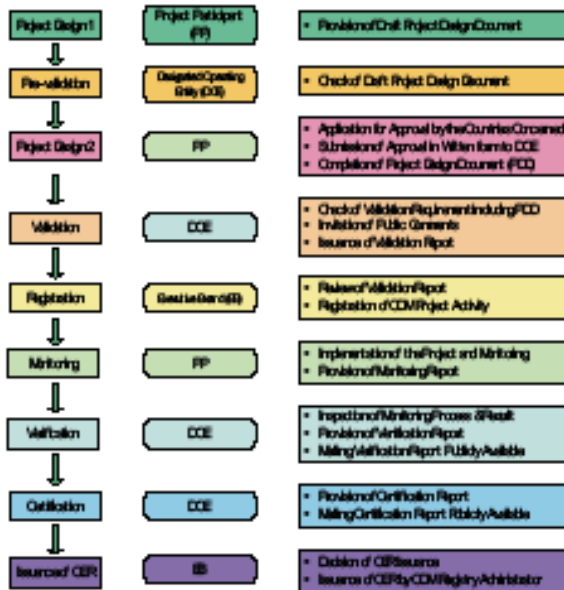 Project Design1
Project Participant
(PP)
• Provision of Draft Project Design Document
Pre-validation
Designated Operating
Entity (DOE)
• Check of Draft Project Design Document
Project Design2
PP
• Application for Approval by the Countries Concerned
• Submission of Approval in Written form to DOE
• Completion of Project Design Document (PDD)
Validation
DOE
• Check of Validation Requirement including PDD
• Invitation of Public Comments
• Issuance of Validation Report
Registration
Executive Board (EB)
• Review of Validation Report
• Registration of CDM Project Activity
Monitoring
PP
• Implementation of the Project and Monitoring
• Provision of Monitoring Report
Verification
DOE
• Inspection of Monitoring Process & Result
• Provision of Verification Report
• Making Verification Report Publicly Available
Certification
DOE
• Provision of Certification Report
• Making Certification Report Publicly Available
Issuance of CER
EB
• Decision of CER Issuance
• Issuance of CER by CDM Registry Administrator